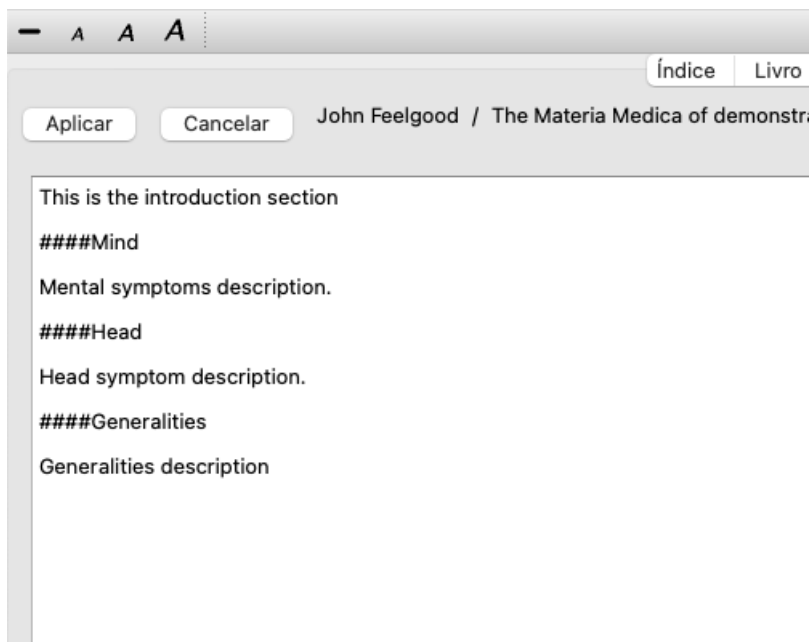 A A A
Índice Livro
Aplicar Cancelar John Feelgood / The Materia Medica of
This is the introduction section
####Mind
Mental symptoms description.
####Head
Head symptom description.
####Generalities
Generalities description